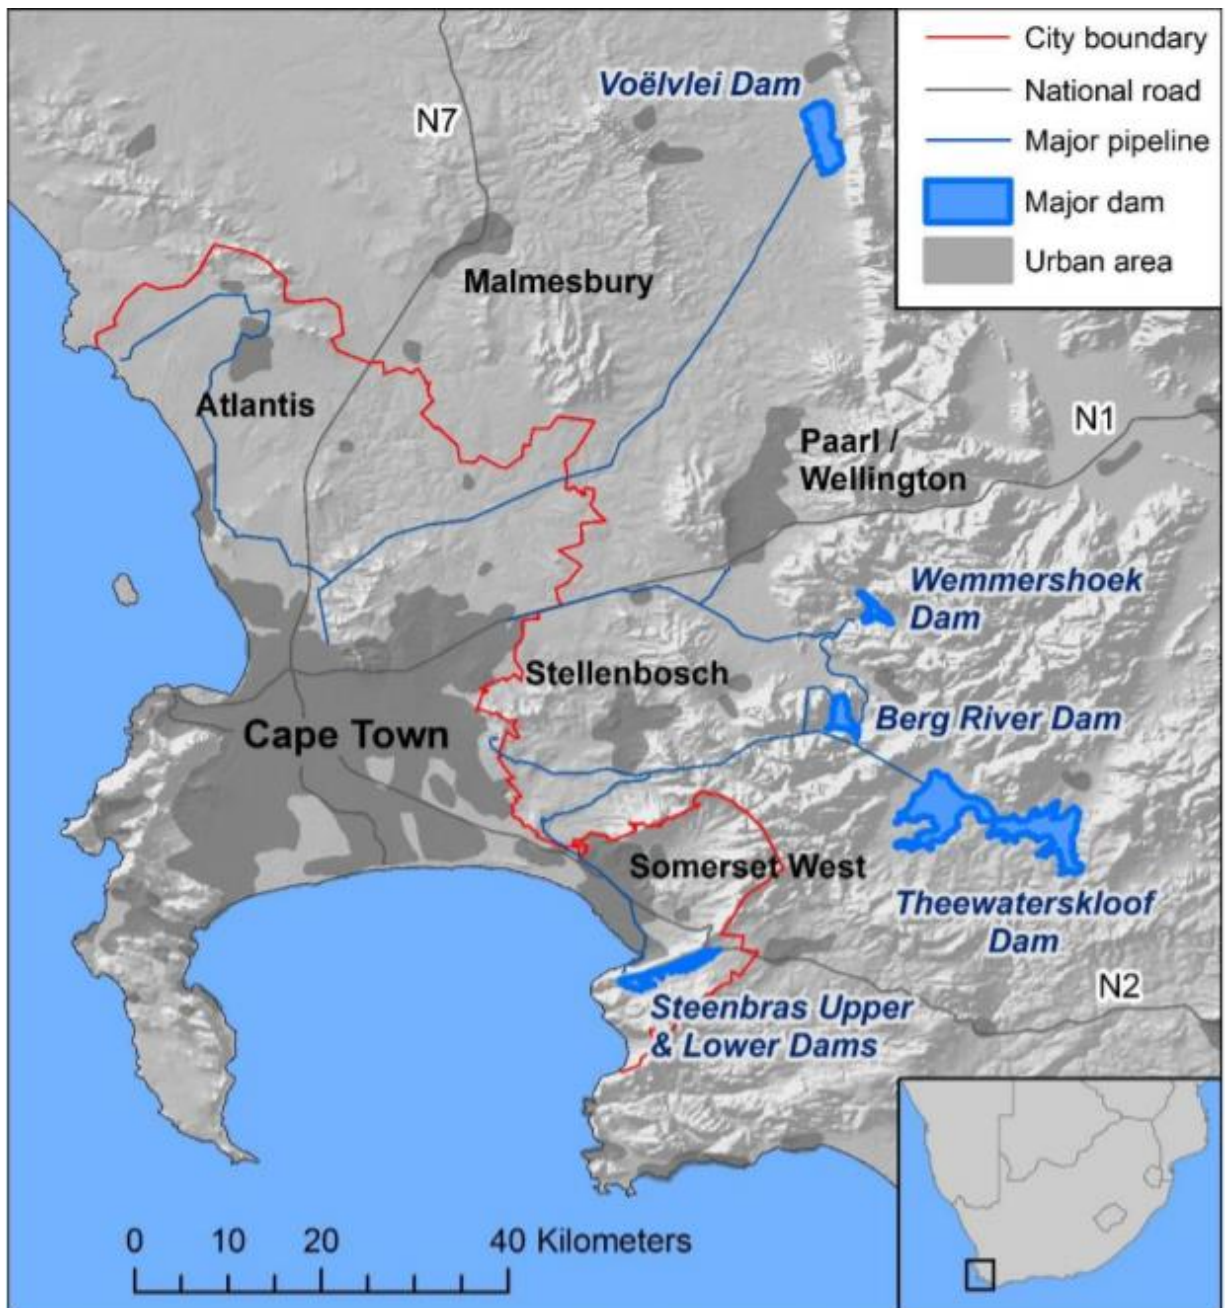 City boundary
National road
Major pipeline
Major dam
Urban area
Voëlvlei Dam
N7
Malmesbury
Atlantis
N1
Paarl /
Wellington
Wemmershoek
Dam
Stellenbosch
Cape Town
Berg River Dam
Somerset West
Theewaterskloof
Dam
N2
Steenbras Upper
& Lower Dams
0 10 20 40 Kilometers